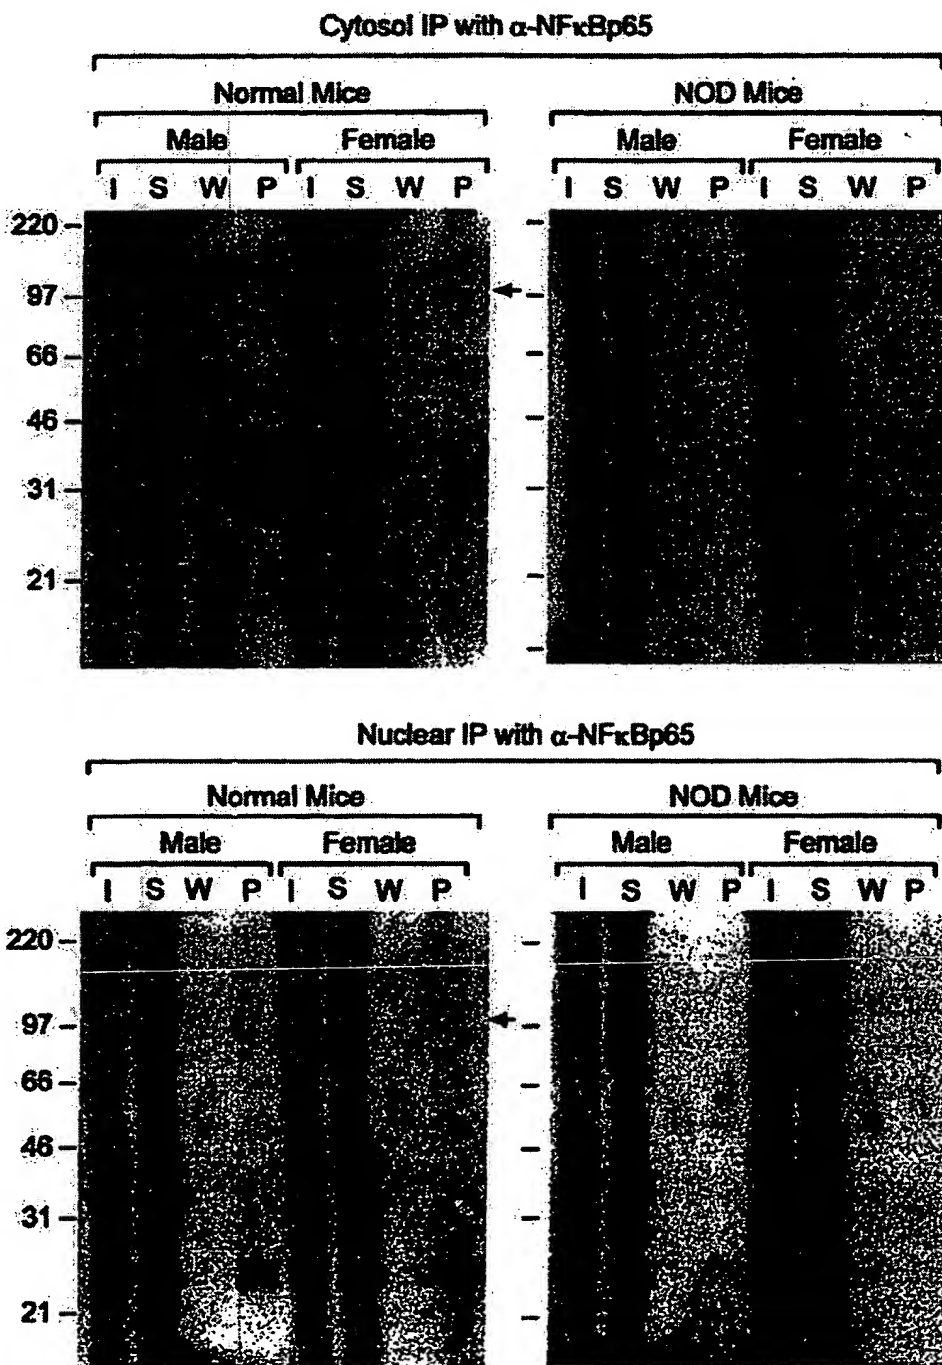 Cytosol IP with α-NFκBp65
Normal Mice NOD Mice
Male Female Male Female
I S W P I S W P I S W P I S W P
220
97
66
46
31
21
Nuclear IP with α-NFκBp65
Normal Mice NOD Mice
Male Female Male Female
I S W P I S W P I S W P I S W P
220
97
66
46
31
21